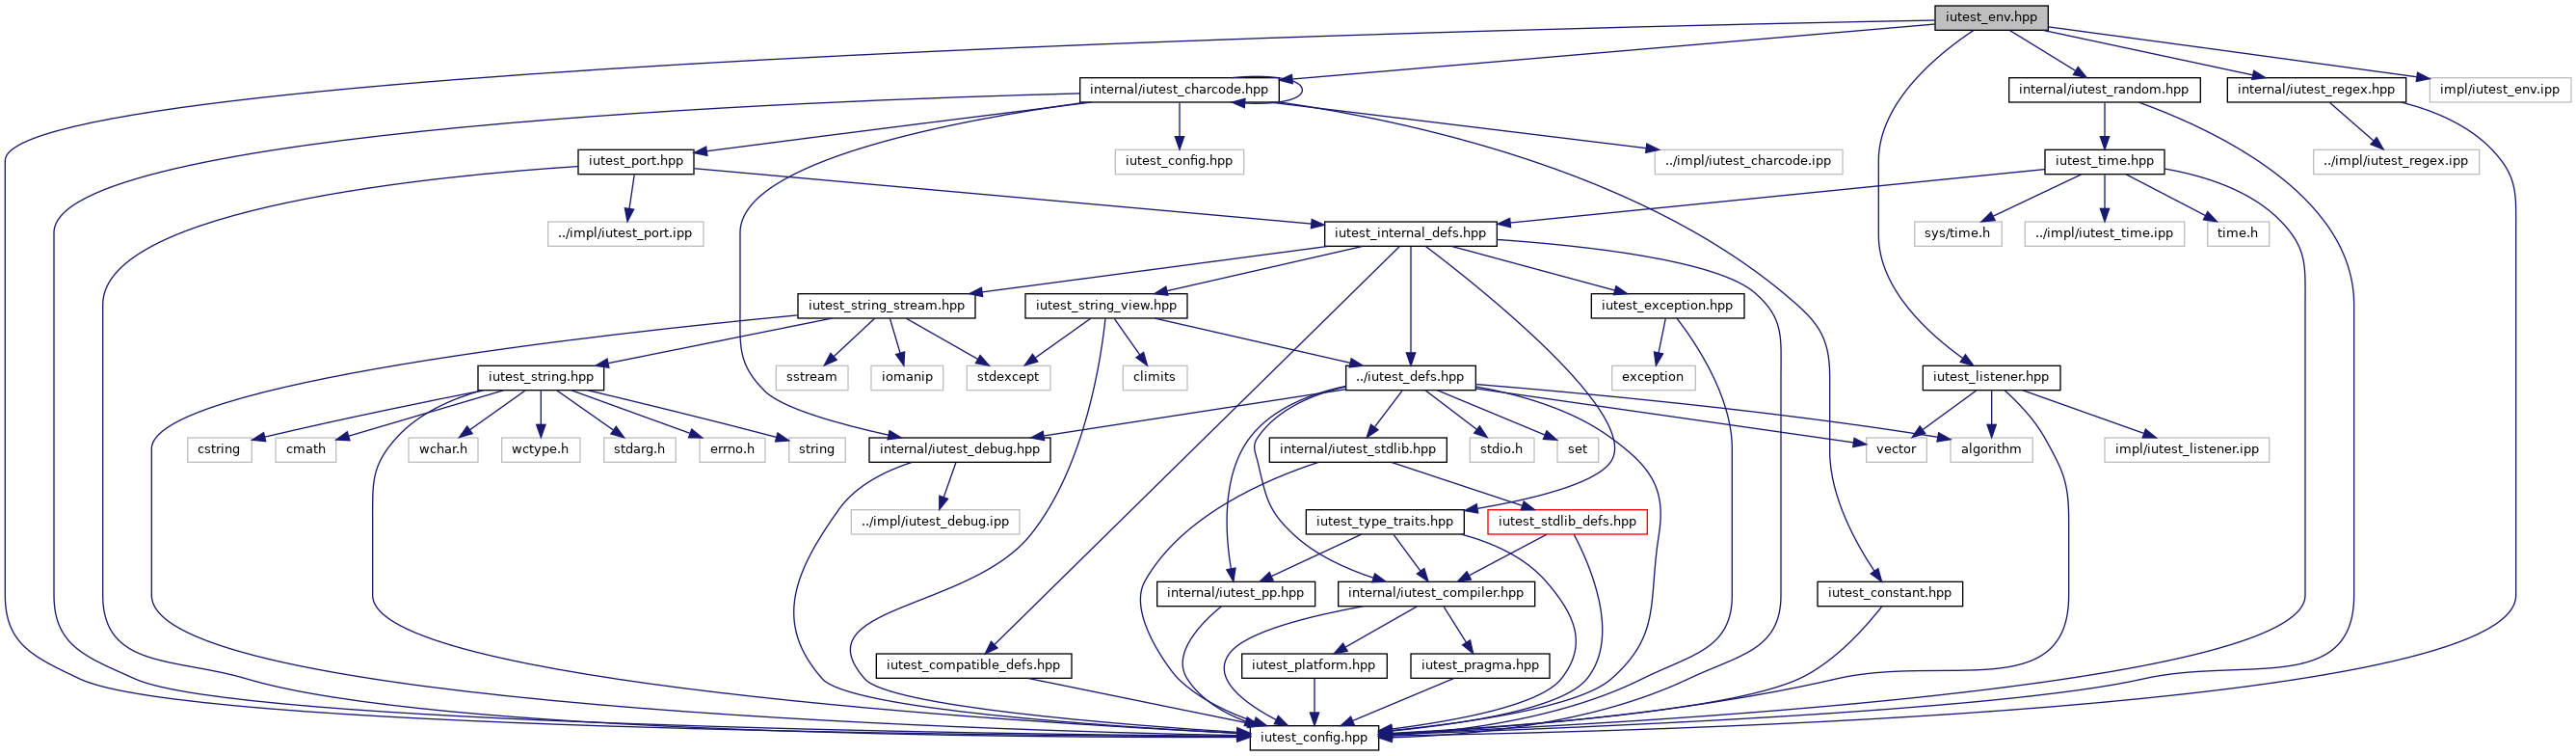 iutest_env.hpp
internal/iutest_charcode.hpp
internal/iutest_random.hpp
internal/iutest_regex.hpp
impl/iutest_env.ipp
iutest_port.hpp
iutest_config.hpp
../impl/iutest_charcode.ipp
iutest_time.hpp
../impl/iutest_regex.ipp
../impl/iutest_port.ipp
iutest_internal_defs.hpp
sys/time.h
../impl/iutest_time.ipp
time.h
iutest_string_stream.hpp
iutest_string_view.hpp
iutest_exception.hpp
iutest_string.hpp
sstream
iomanip
stdexcept
climits
../iutest_defs.hpp
exception
iutest_listener.hpp
cstring
cmath
wchar.h
wctype.h
stdarg.h
errno.h
string
internal/iutest_debug.hpp
internal/iutest_stdlib.hpp
stdio.h
set
vector
algorithm
impl/iutest_listener.ipp
../impl/iutest_debug.ipp
iutest_type_traits.hpp
iutest_stdlib_defs.hpp
internal/iutest_pp.hpp
internal/iutest_compiler.hpp
iutest_constant.hpp
iutest_compatible_defs.hpp
iutest_platform.hpp
iutest_pragma.hpp
iutest_config.hpp